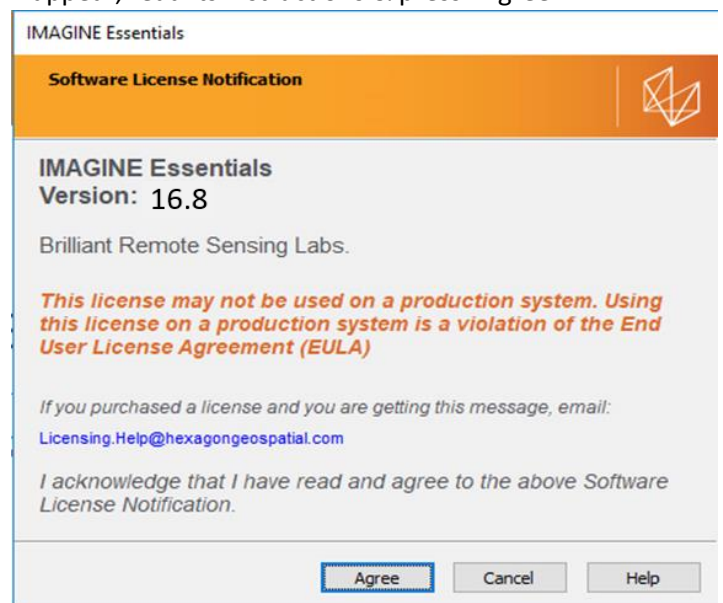 IMAGINE Essentials
Software License Notification
IMAGINE Essentials
Version: 16.8
Brilliant Remote Sensing Labs.
This license may not be used on a production system. Using
this license on a production system is a violation of the End
User License Agreement (EULA)
If you purchased a license and you are getting this message, email:
Licensing.Help@hexagongeospatial.com
I acknowledge that I have read and agree to the above Software
License Notification.
Agree Cancel Help